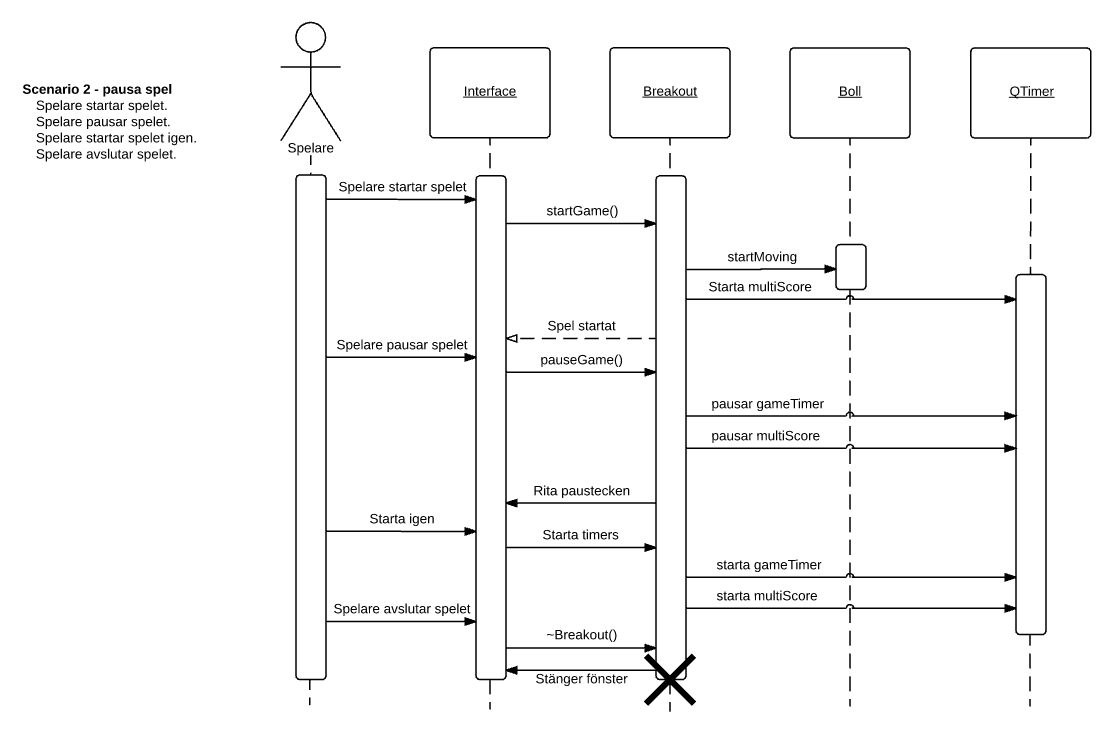 Scenario 2 - pausa spel
Spelare startar spelet.
Spelare pausar spelet.
Spelare startar spelet igen.
Spelare avslutar spelet.
Spelare
Interface
Breakout
Boll
QTimer
Spelare startar spelet
startGame()
startMoving
Starta multiScore
Spel startat
Spelare pausar spelet
pauseGame()
pausar gameTimer
pausar multiScore
Rita paustecken
Starta igen
Starta timers
starta gameTimer
starta multiScore
Spelare avslutar spelet
~Breakout()
Stänger fönster